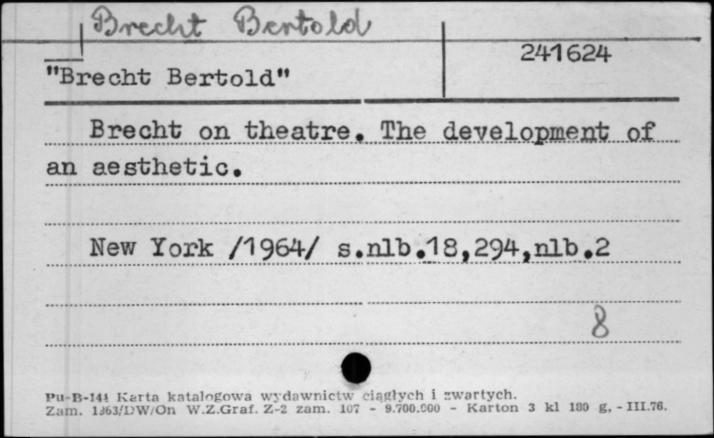 Brecht Bertold
241624
"Brecht Bertold"
Brecht on theatre. The development of
an aesthetic.
New York /1964/ s.nlb.18,294,nlb.2
8
Pu-B-144 Karta katalogowa wydawnictw ciągłych i zwartych.
Zam. 1363/DW/On W.Z.Graf. Z-2 zam. 107 - 9.700.000 - Karton 3 kl 180 g. - III.76.